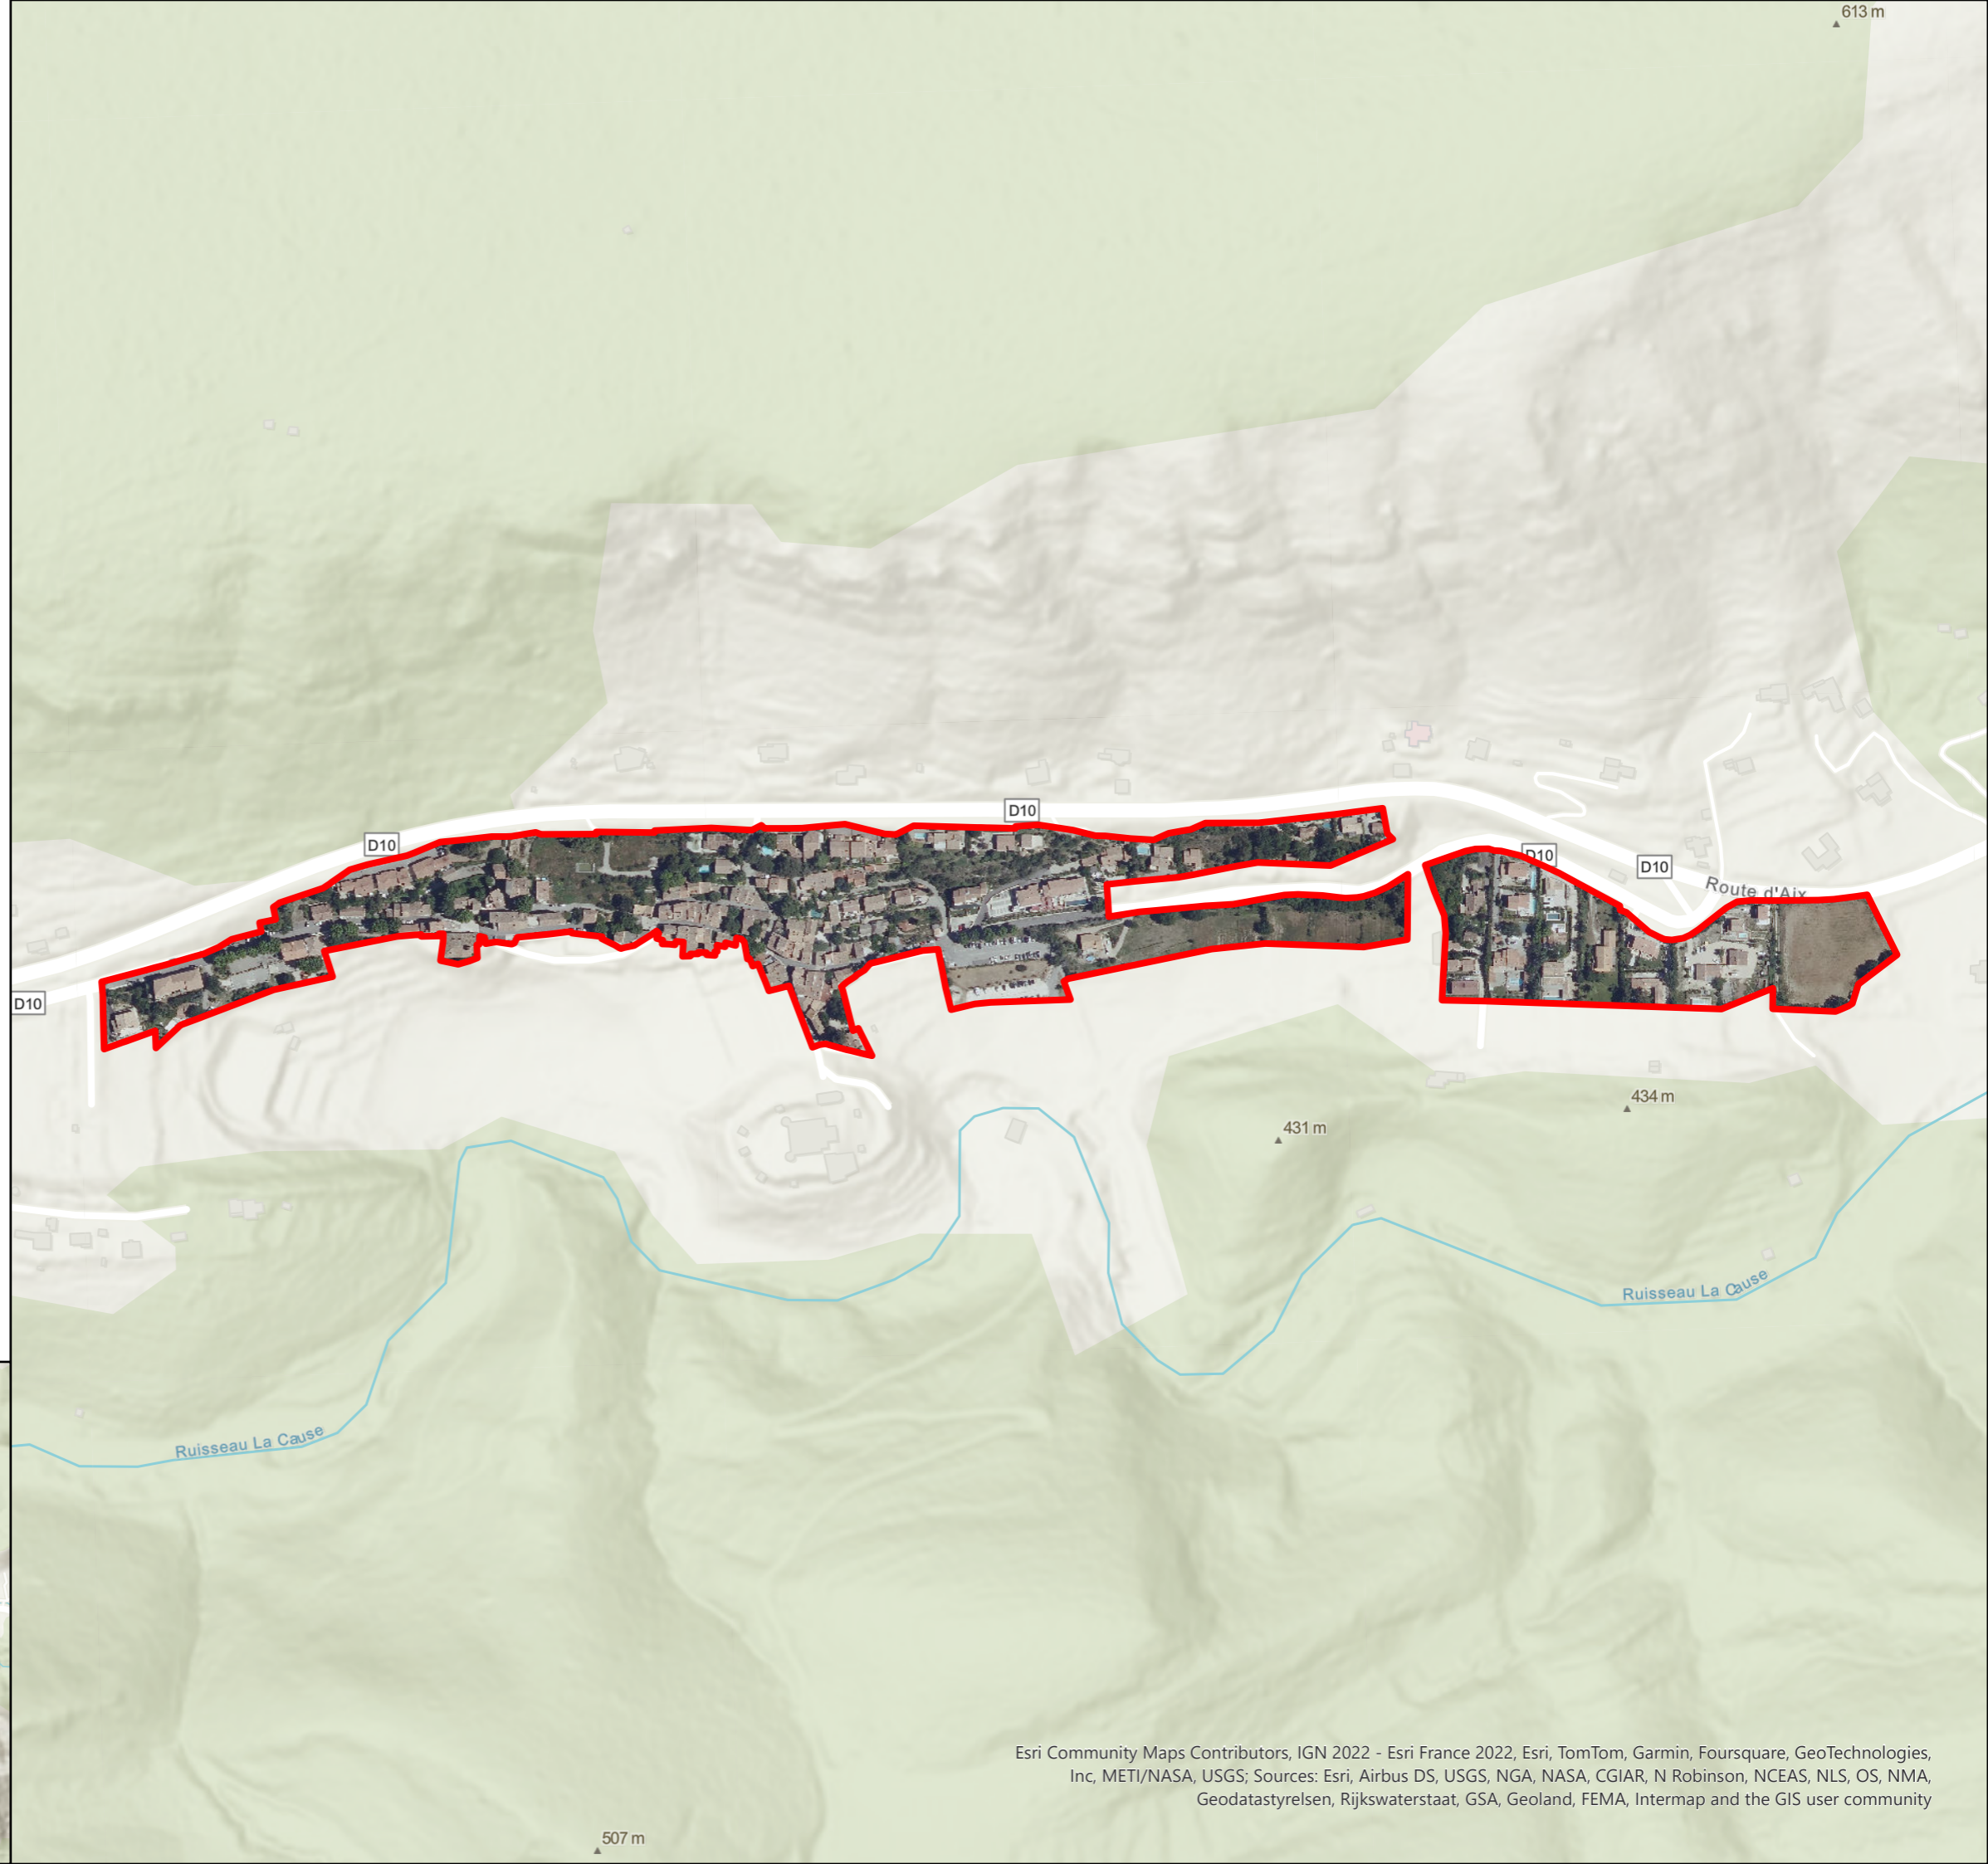 613 m
D10
D10
D10
D10
Route d'Aix
D10
434 m
431 m
Ruisseau La Cause
Ruisseau La Cause
Esri Community Maps Contributors, IGN 2022 - Esri France 2022, Esri, TomTom, Garmin, Foursquare, GeoTechnologies,
Inc, METI/NASA, USGS; Sources: Esri, Airbus DS, USGS, NGA, NASA, CGIAR, N Robinson, NCEAS, NLS, OS, NMA,
Geodatastyrelsen, Rijkswaterstaat, GSA, Geoland, FEMA, Intermap and the GIS user community
507 m